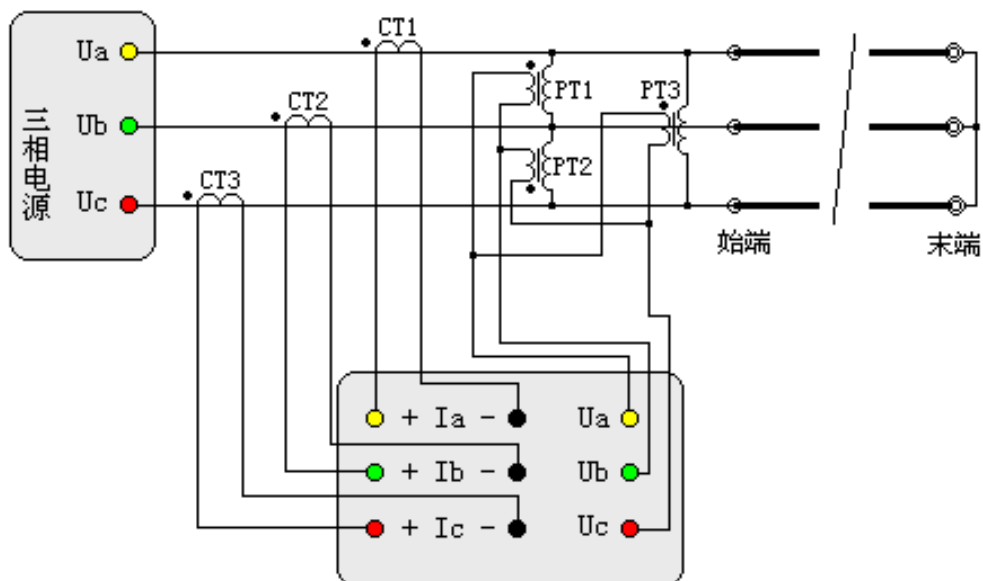 CT1
Ua
PT1
PT3
CT2
Ub
三相电源
PT2
CT3
Uc
始端
末端
+ Ia -
Ua
+ Ib -
Ub
+ Ic -
Uc